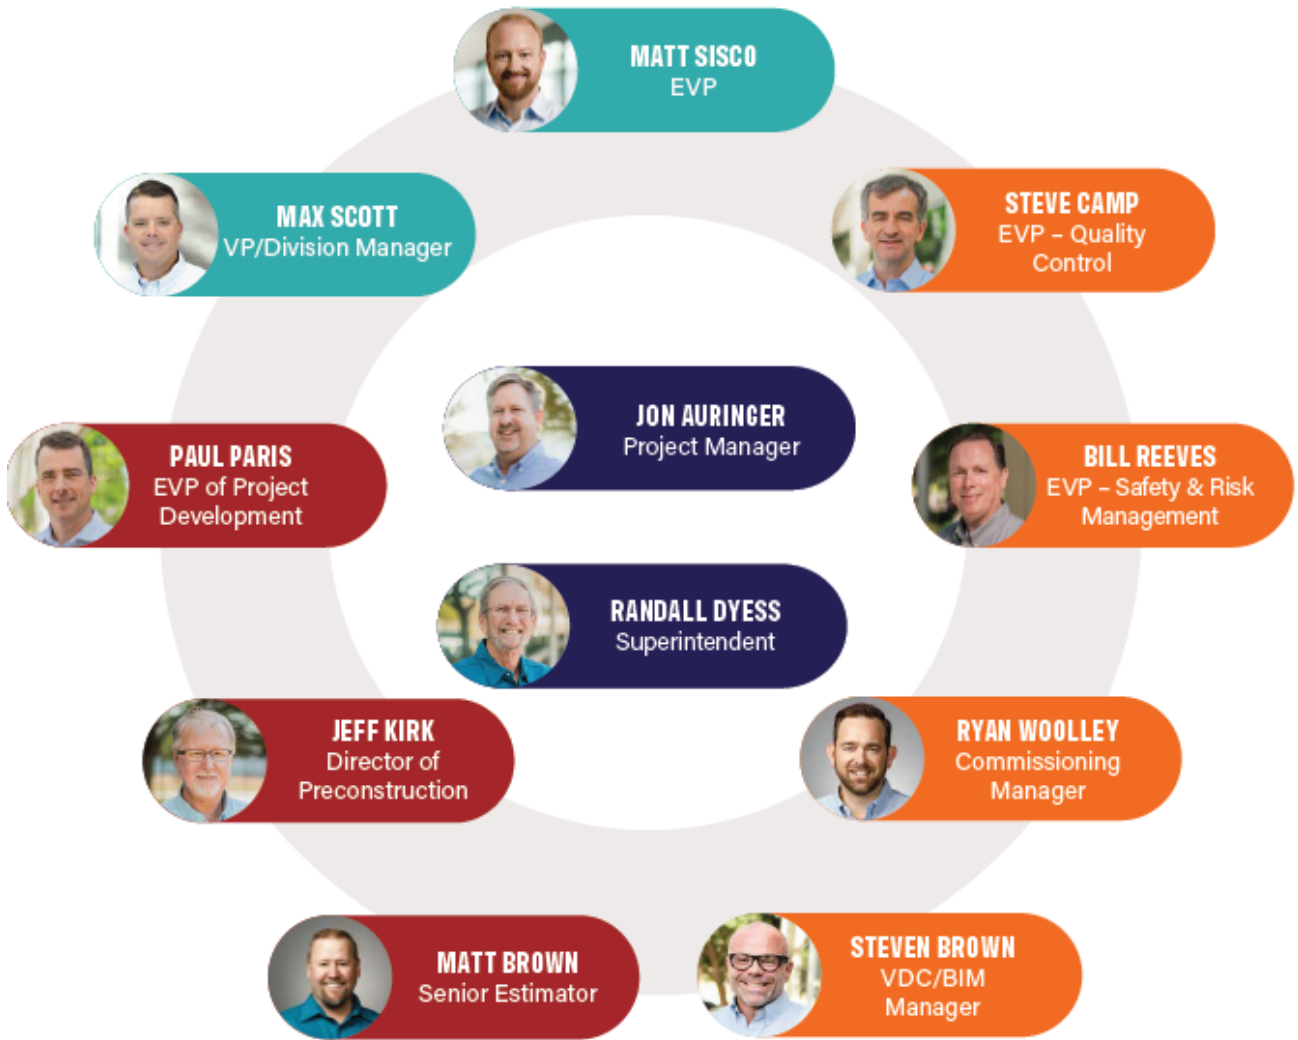 MATT SISCO
EVP
MAX SCOTT
VP/Division Manager
STEVE CAMP
EVP – Quality
Control
JON AURINGER
Project Manager
PAUL PARIS
EVP of Project
Development
BILL REEVES
EVP – Safety & Risk
Management
RANDALL DYESS
Superintendent
JEFF KIRK
Director of
Preconstruction
RYAN WOOLLEY
Commissioning
Manager
MATT BROWN
Senior Estimator
STEVEN BROWN
VDC/BIM
Manager